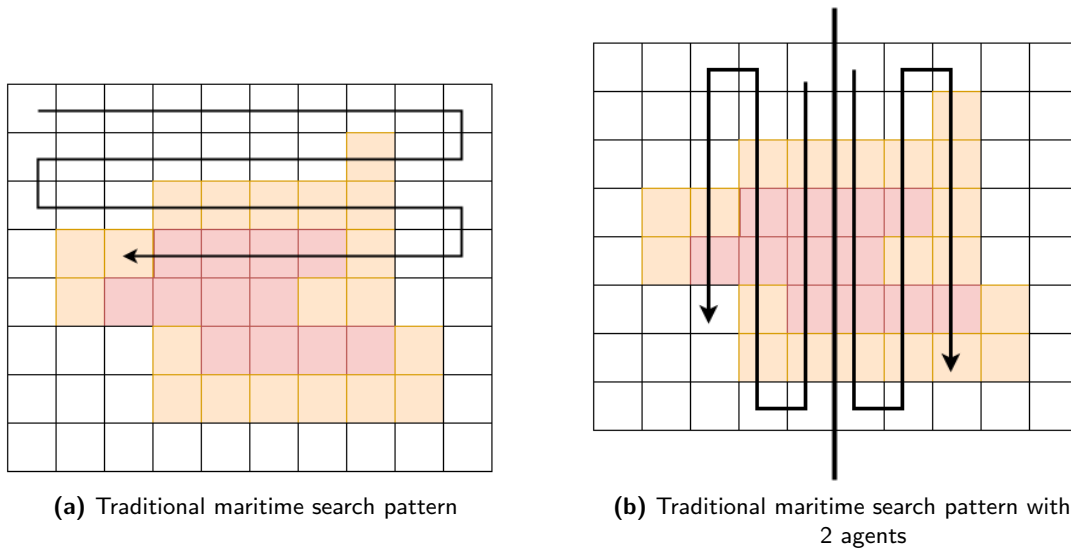 (a) Traditional maritime search pattern
(b) Traditional maritime search pattern with
2 agents